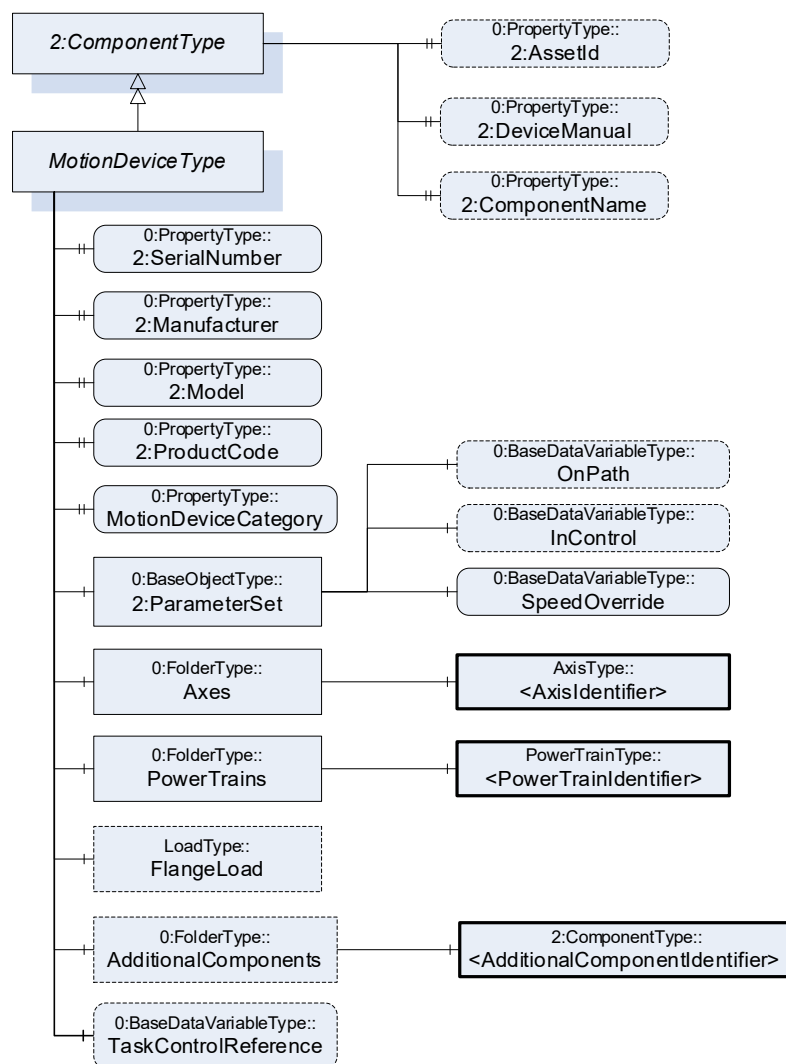 2:ComponentType
0:PropertyType::
2:AssetId
0:PropertyType::
2:DeviceManual
MotionDeviceType
0:PropertyType::
2:ComponentName
0:PropertyType::
2:SerialNumber
0:PropertyType::
2:Manufacturer
0:PropertyType::
2:Model
0:PropertyType::
2:ProductCode
0:BaseDataVariableType::
OnPath
0:PropertyType::
MotionDeviceCategory
0:BaseDataVariableType::
InControl
0:BaseObjectType::
2:ParameterSet
0:BaseDataVariableType::
SpeedOverride
0:FolderType::
Axes
AxisType::
<AxisIdentifier>
0:FolderType::
PowerTrains
PowerTrainType::
<PowerTrainIdentifier>
LoadType::
FlangeLoad
0:FolderType::
AdditionalComponents
2:ComponentType::
<AdditionalComponentIdentifier>
0:BaseDataVariableType::
TaskControlReference